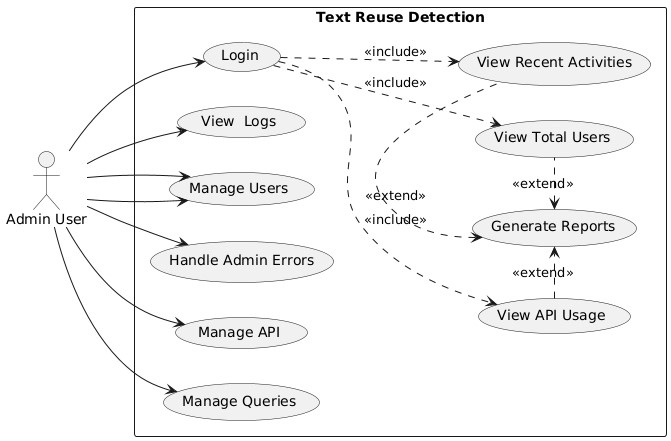 Text Reuse Detection
Login
«include»
View Recent Activities
«include»
View Logs
View Total Users
«extend»
Manage Users
«extend»
Admin User
«include»
Generate Reports
Handle Admin Errors
«extend»
View API Usage
Manage API
Manage Queries